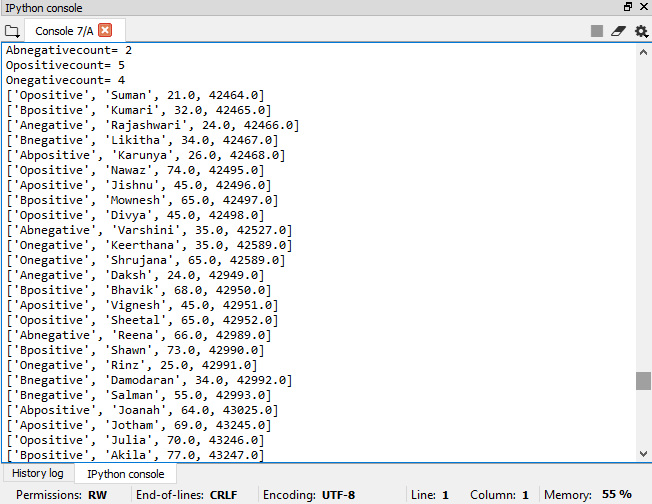 IPython console
Console 7/A
Abnegativecount= 2
Opositivecount= 5
Onegativecount= 4
['Opositive', 'Suman', 21.0, 42464.0]
['Bpositive', 'Kumari', 32.0, 42465.0]
['Anegative', 'Rajashwari', 24.0, 42466.0]
['Bnegative', 'Likitha', 34.0, 42467.0]
['Abpositive', 'Karunya', 26.0, 42468.0]
['Opositive', 'Nawaz', 74.0, 42495.0]
['Apositive', 'Jishnu', 45.0, 42496.0]
['Bpositive', 'Mownesh', 65.0, 42497.0]
['Opositive', 'Divya', 45.0, 42498.0]
['Abnegative', 'Varshini', 35.0, 42527.0]
['Onegative', 'Keerthana', 35.0, 42589.0]
['Onegative', 'Shrujana', 65.0, 42589.0]
['Anegative', 'Daksh', 24.0, 42949.0]
['Bpositive', 'Bhavik', 68.0, 42950.0]
['Apositive', 'Vignesh', 45.0, 42951.0]
['Opositive', 'Sheetal', 65.0, 42952.0]
['Abnegative', 'Reena', 66.0, 42989.0]
['Bpositive', 'Shawn', 73.0, 42990.0]
['Onegative', 'Rinz', 25.0, 42991.0]
['Bnegative', 'Damodaran', 34.0, 42992.0]
['Bnegative', 'Salman', 55.0, 42993.0]
['Abpositive', 'Joanah', 64.0, 43025.0]
['Apositive', 'Jotham', 69.0, 43245.0]
['Opositive', 'Julia', 70.0, 43246.0]
['Bpositive', 'Akila', 77.0, 43247.0]
History log IPython console
Permissions: RW End-of-lines: CRLF Encoding: UTF-8 Line: 1 Column: 1 Memory: 55 %